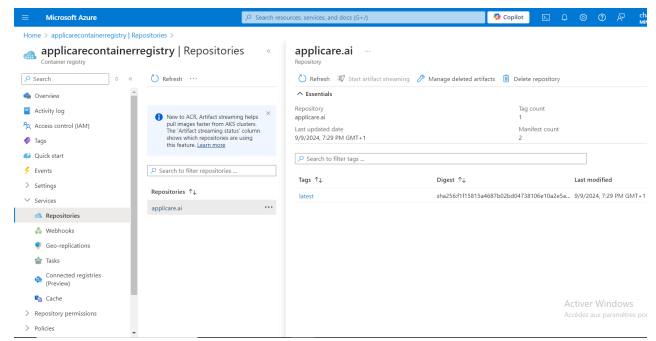 Microsoft Azure
Search resources, services, and docs (G+/)
Copilot
Home > applicarecontainerregistry | Repositories >
applicarecontainerregistry | Repositories
Container registry
Search
Overview
Activity log
Access control (IAM)
Tags
Quick start
Events
Settings
Services
Repositories
Webhooks
Geo-replications
Tasks
Connected registries
(Preview)
Cache
Repository permissions
Policies
Refresh
New to ACR, Artifact streaming helps
pull images faster from AKS clusters.
The 'Artifact streaming status' column
shows which repositories are using
this feature. Learn more
Search to filter repositories ...
Repositories ↑↓
applicare.ai
applicare.ai
Repository
Refresh Start artifact streaming Manage deleted artifacts Delete repository
Essentials
Repository
applicare.ai
Last updated date
9/9/2024, 7:29 PM GMT+1
Tag count
1
Manifest count
2
Search to filter tags ...
Tags ↑↓ Digest ↑↓ Last modified
latest 9/9/2024, 7:29 PM GMT+1
Activer Windows
Accédez aux paramètres